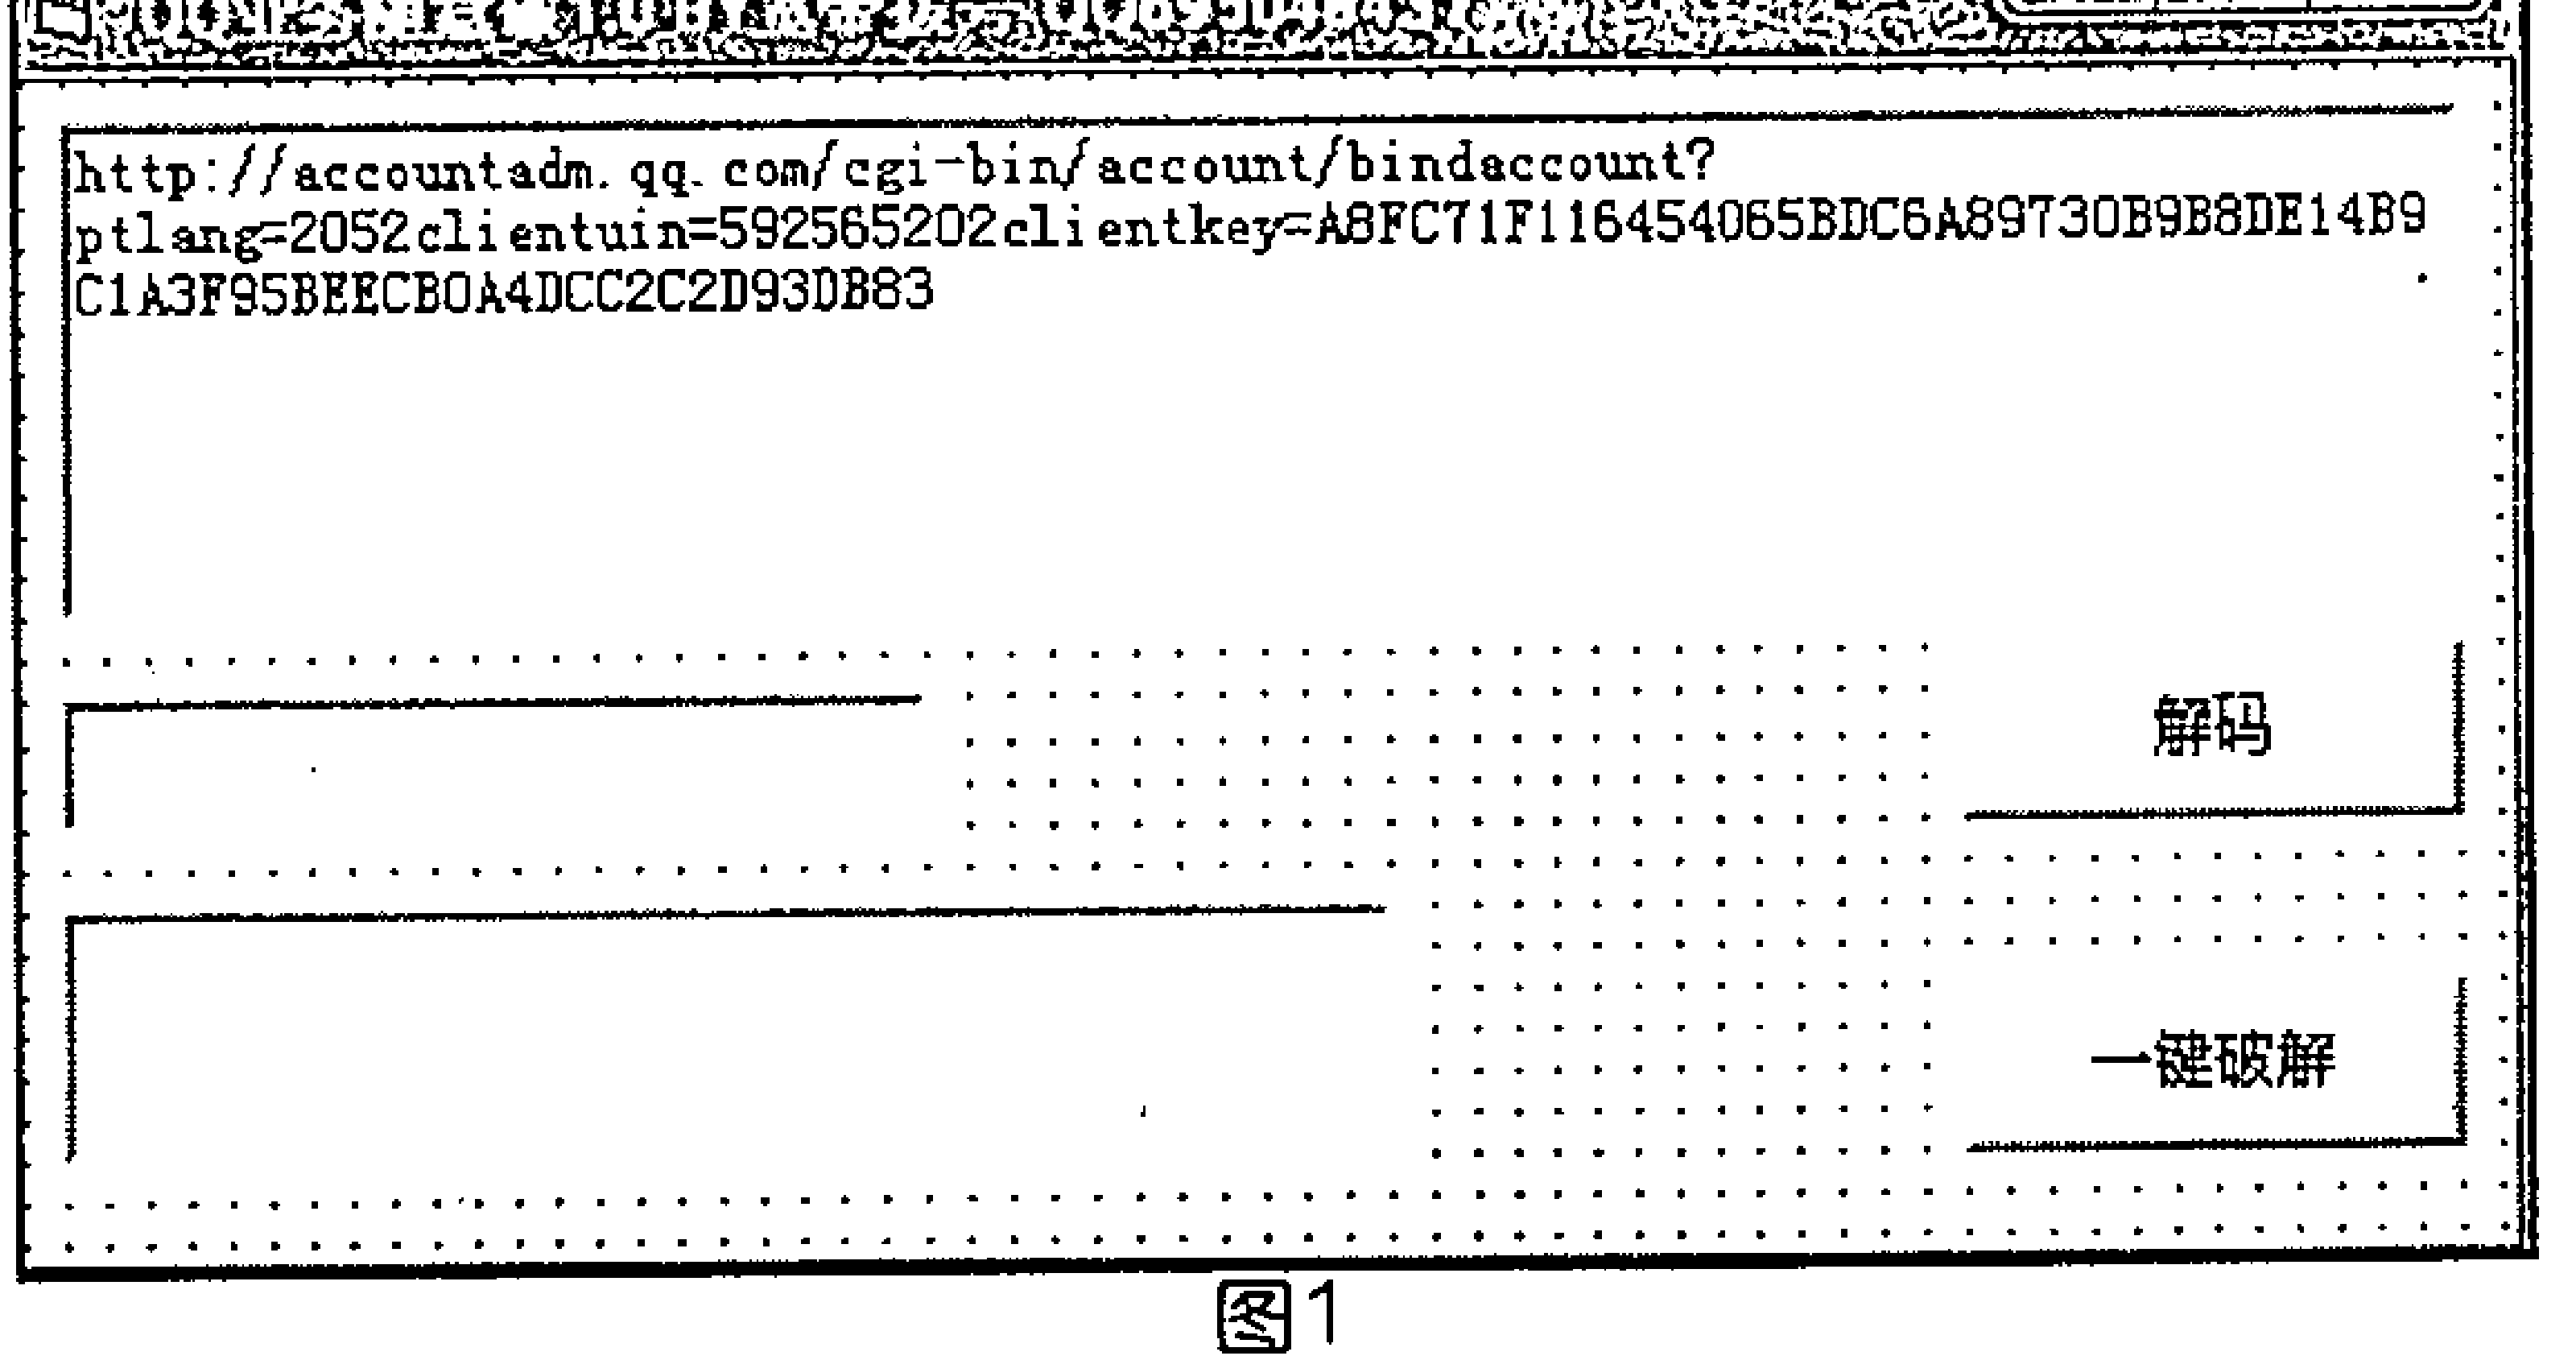 http://accountadm.qq.com/cgi-bin/account/bindaccount?
ptlang=2052clientuin=592565202clientkey=A8FC71F116454065BDC6A89730B9B8DE14B9
C1A3F95BEECB0A4DCC2C2D93DB83
解码
一键破解
图1